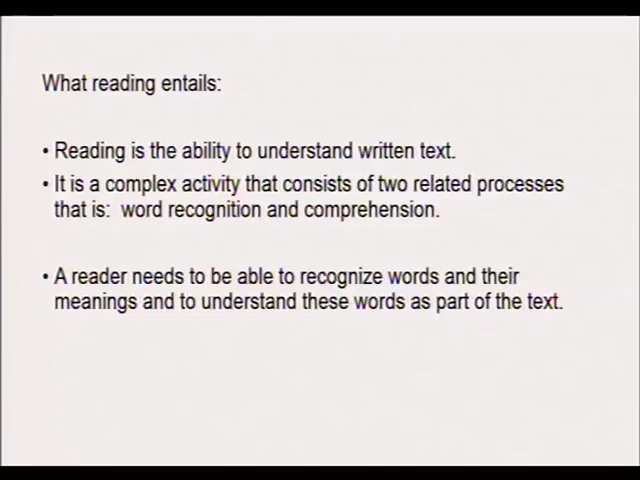 What reading entails:
• Reading is the ability to understand written text.
• It is a complex activity that consists of two related processes
that is:  word recognition and comprehension.
• A reader needs to be able to recognize words and their
meanings and to understand these words as part of the text.